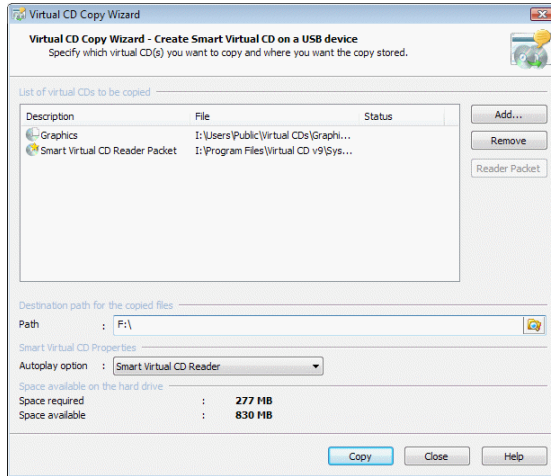 Virtual CD Copy Wizard
Virtual CD Copy Wizard - Create Smart Virtual CD on a USB device
Specify which virtual CD(s) you want to copy and where you want the copy stored.
List of virtual CDs to be copied
Description File Status
Graphics I:\Users\Public\Virtual CDs\Graphi...
Smart Virtual CD Reader Packet I:\Program Files\Virtual CD v9\Sys...
Add...
Remove
Reader Packet
Destination path for the copied files
Path : F:\
Smart Virtual CD Properties
Autoplay option : Smart Virtual CD Reader
Space available on the hard drive
Space required : 277 MB
Space available : 830 MB
Copy Close Help